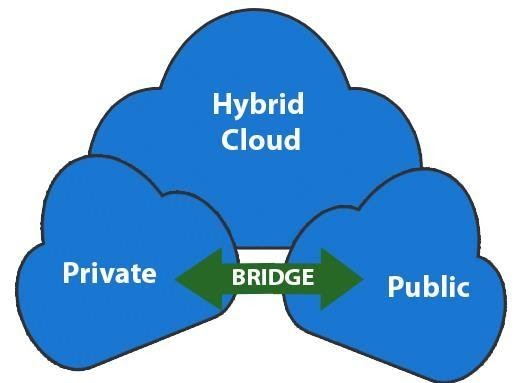 Hybrid
Cloud
Private
BRIDGE
Public